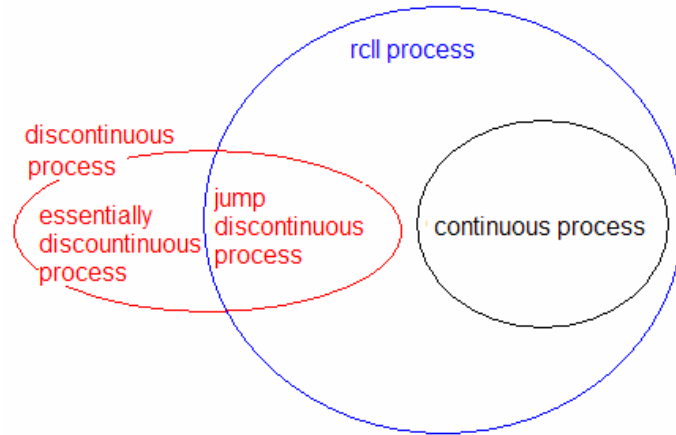 rcll process
discontinuous
process
essentially
discountinuous
process
jump
discontinuous
process
continuous process